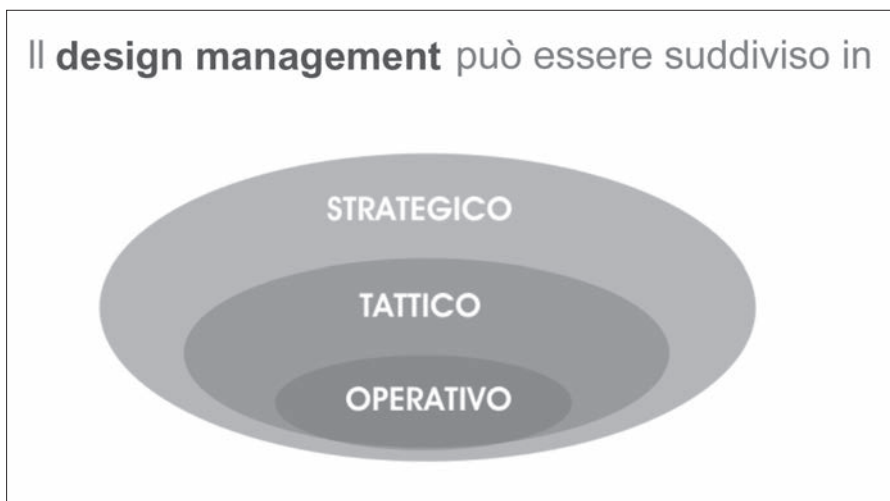 Il design management può essere suddiviso in
STRATEGICO
TATTICO
OPERATIVO